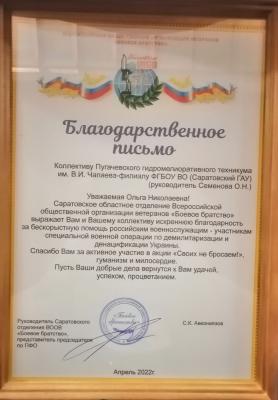 Благодарственное
письмо
Коллективу Пугачевского гидромелиоративного техникума
им. В.И. Чапаева-филиалу ФГБОУ ВО (Саратовский ГАУ)
(руководитель Семенова О.Н.)
Уважаемая Ольга Николаевна!
Саратовское областное отделение Всероссийской
общественной организации ветеранов «Боевое братство»
выражают Вам и Вашему коллективу искреннюю благодарность
за бескорыстную помощь российским военнослужащим - участникам
специальной военной операции по демилитаризации и
денацификации Украины.
Спасибо Вам за активное участие в акции «Своих не бросаем!»,
гуманизм и милосердие.
Пусть Ваши добрые дела вернутся к Вам удачей,
успехом, процветанием.
Руководитель Саратовского
отделения ВООВ
«Боевое братство»,
представитель председателя
по ПФО
С.К. Авезниязов
Апрель 2022г.